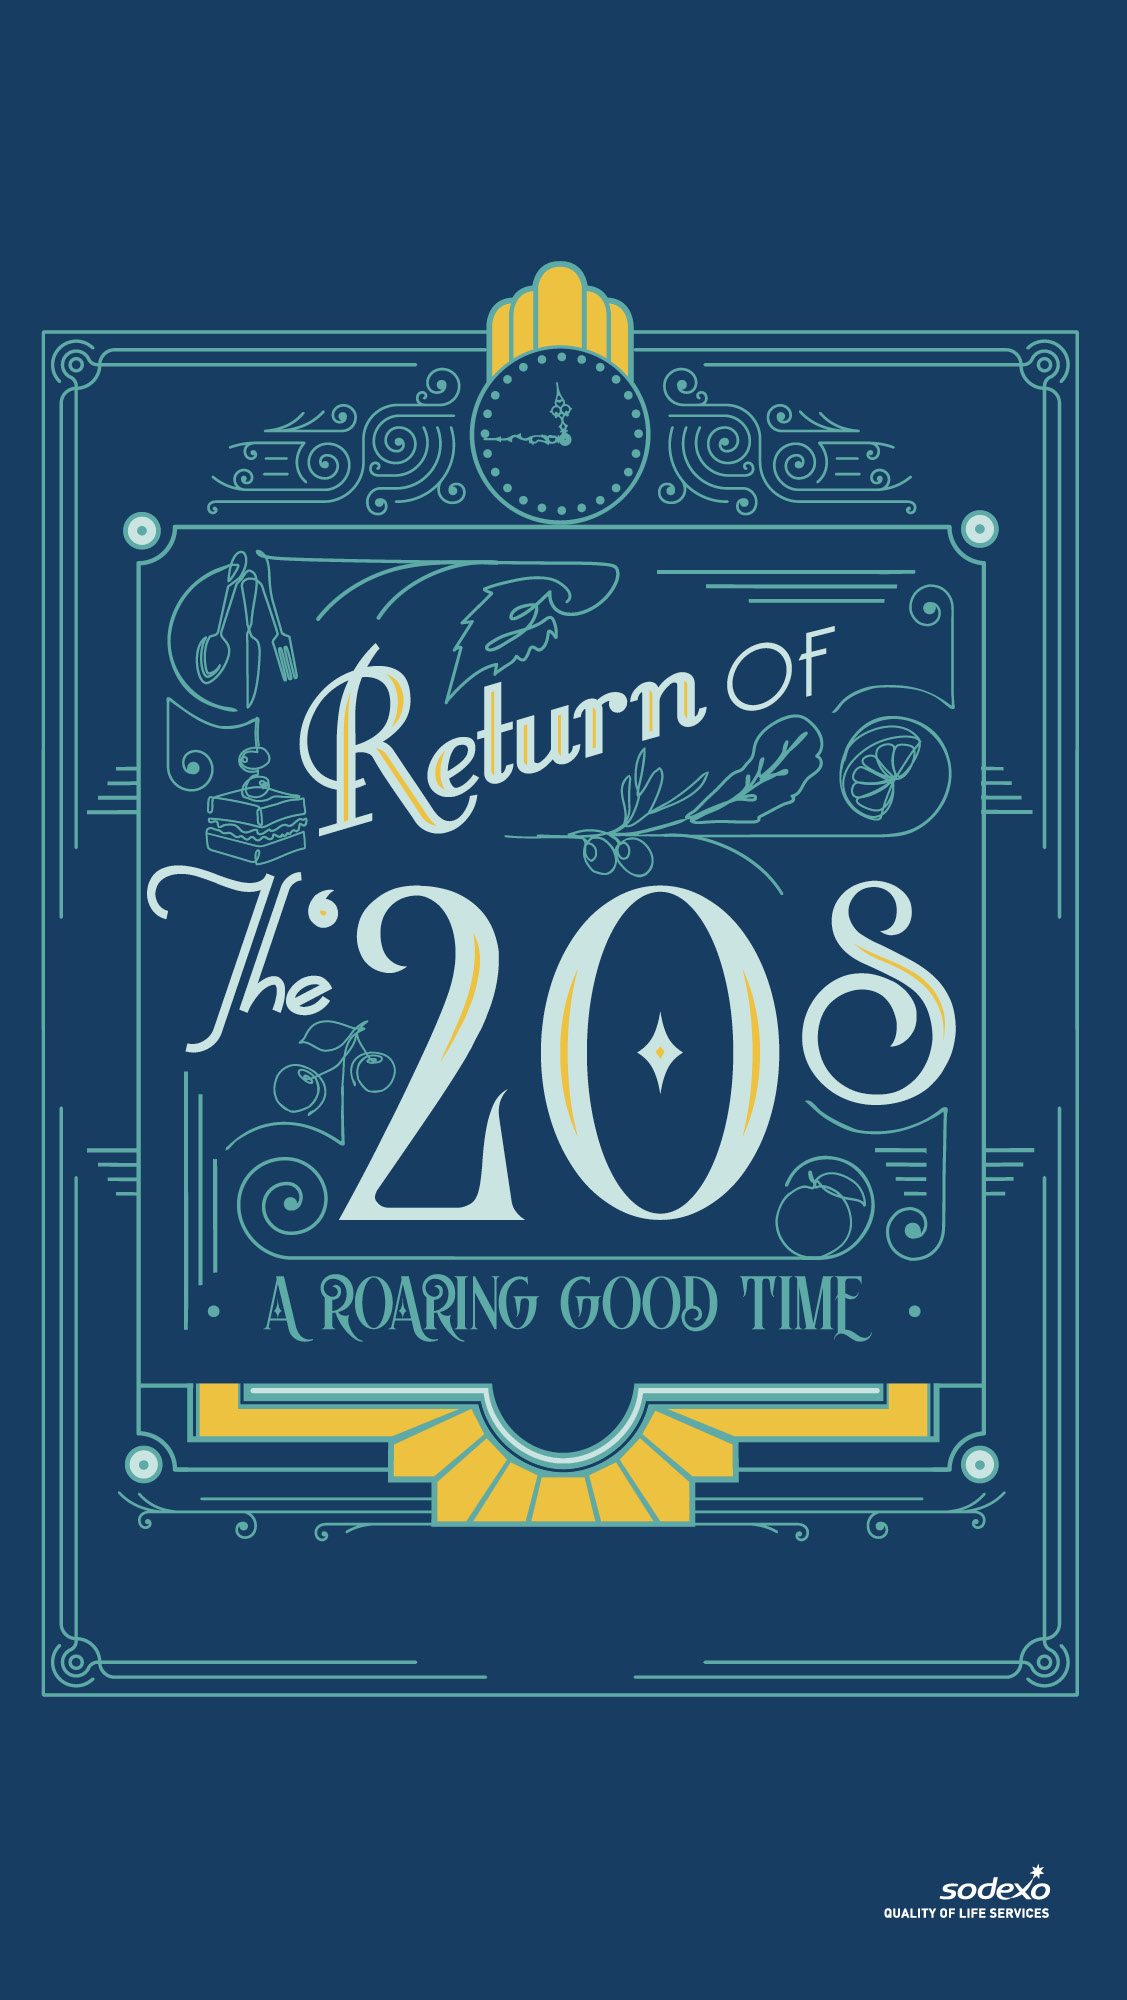 Return OF
The '20s
A ROARING GOOD TIME
sodexo
QUALITY OF LIFE SERVICES